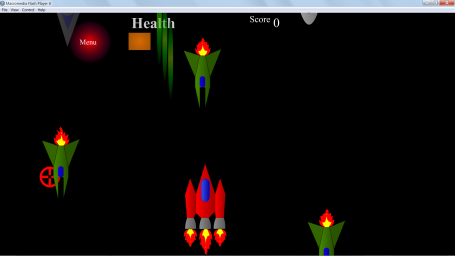 Macromedia Flash Player 8
File View Control Help
Health
Score 0
Menu